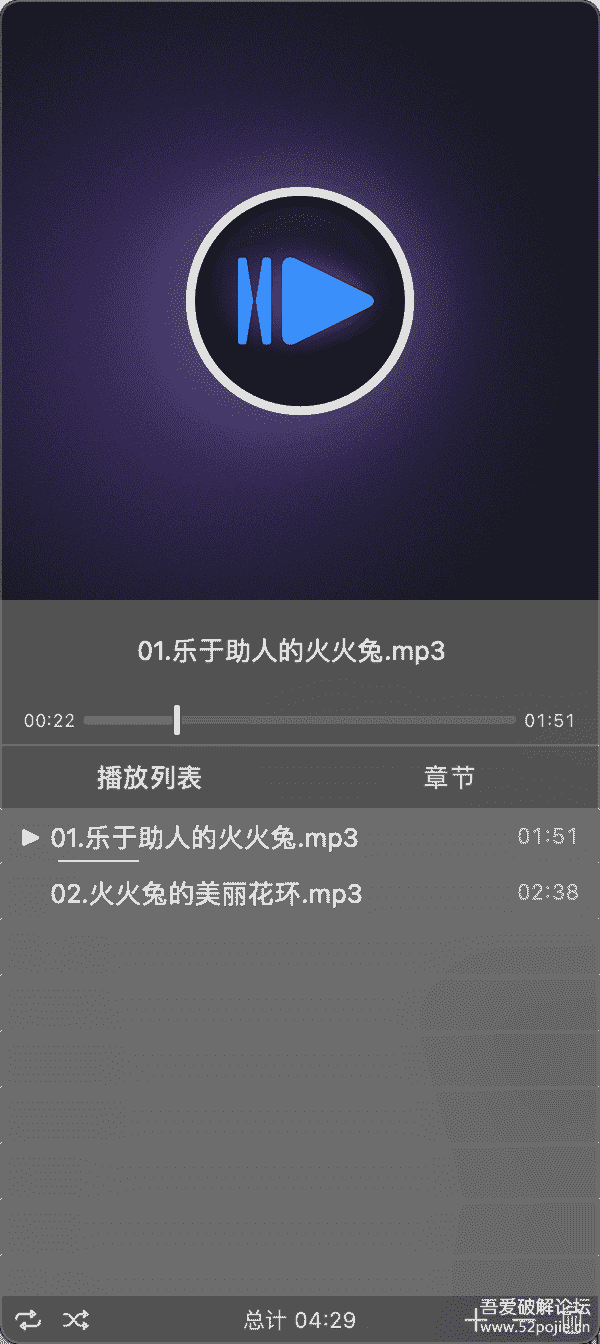 01.乐于助人的火火兔.mp3
00:22 01:51
播放列表 章节
01.乐于助人的火火兔.mp3 01:51
02.火火兔的美丽花环.mp3 02:38
总计 04:29
吾爱破解论坛
www.52pojie.cn